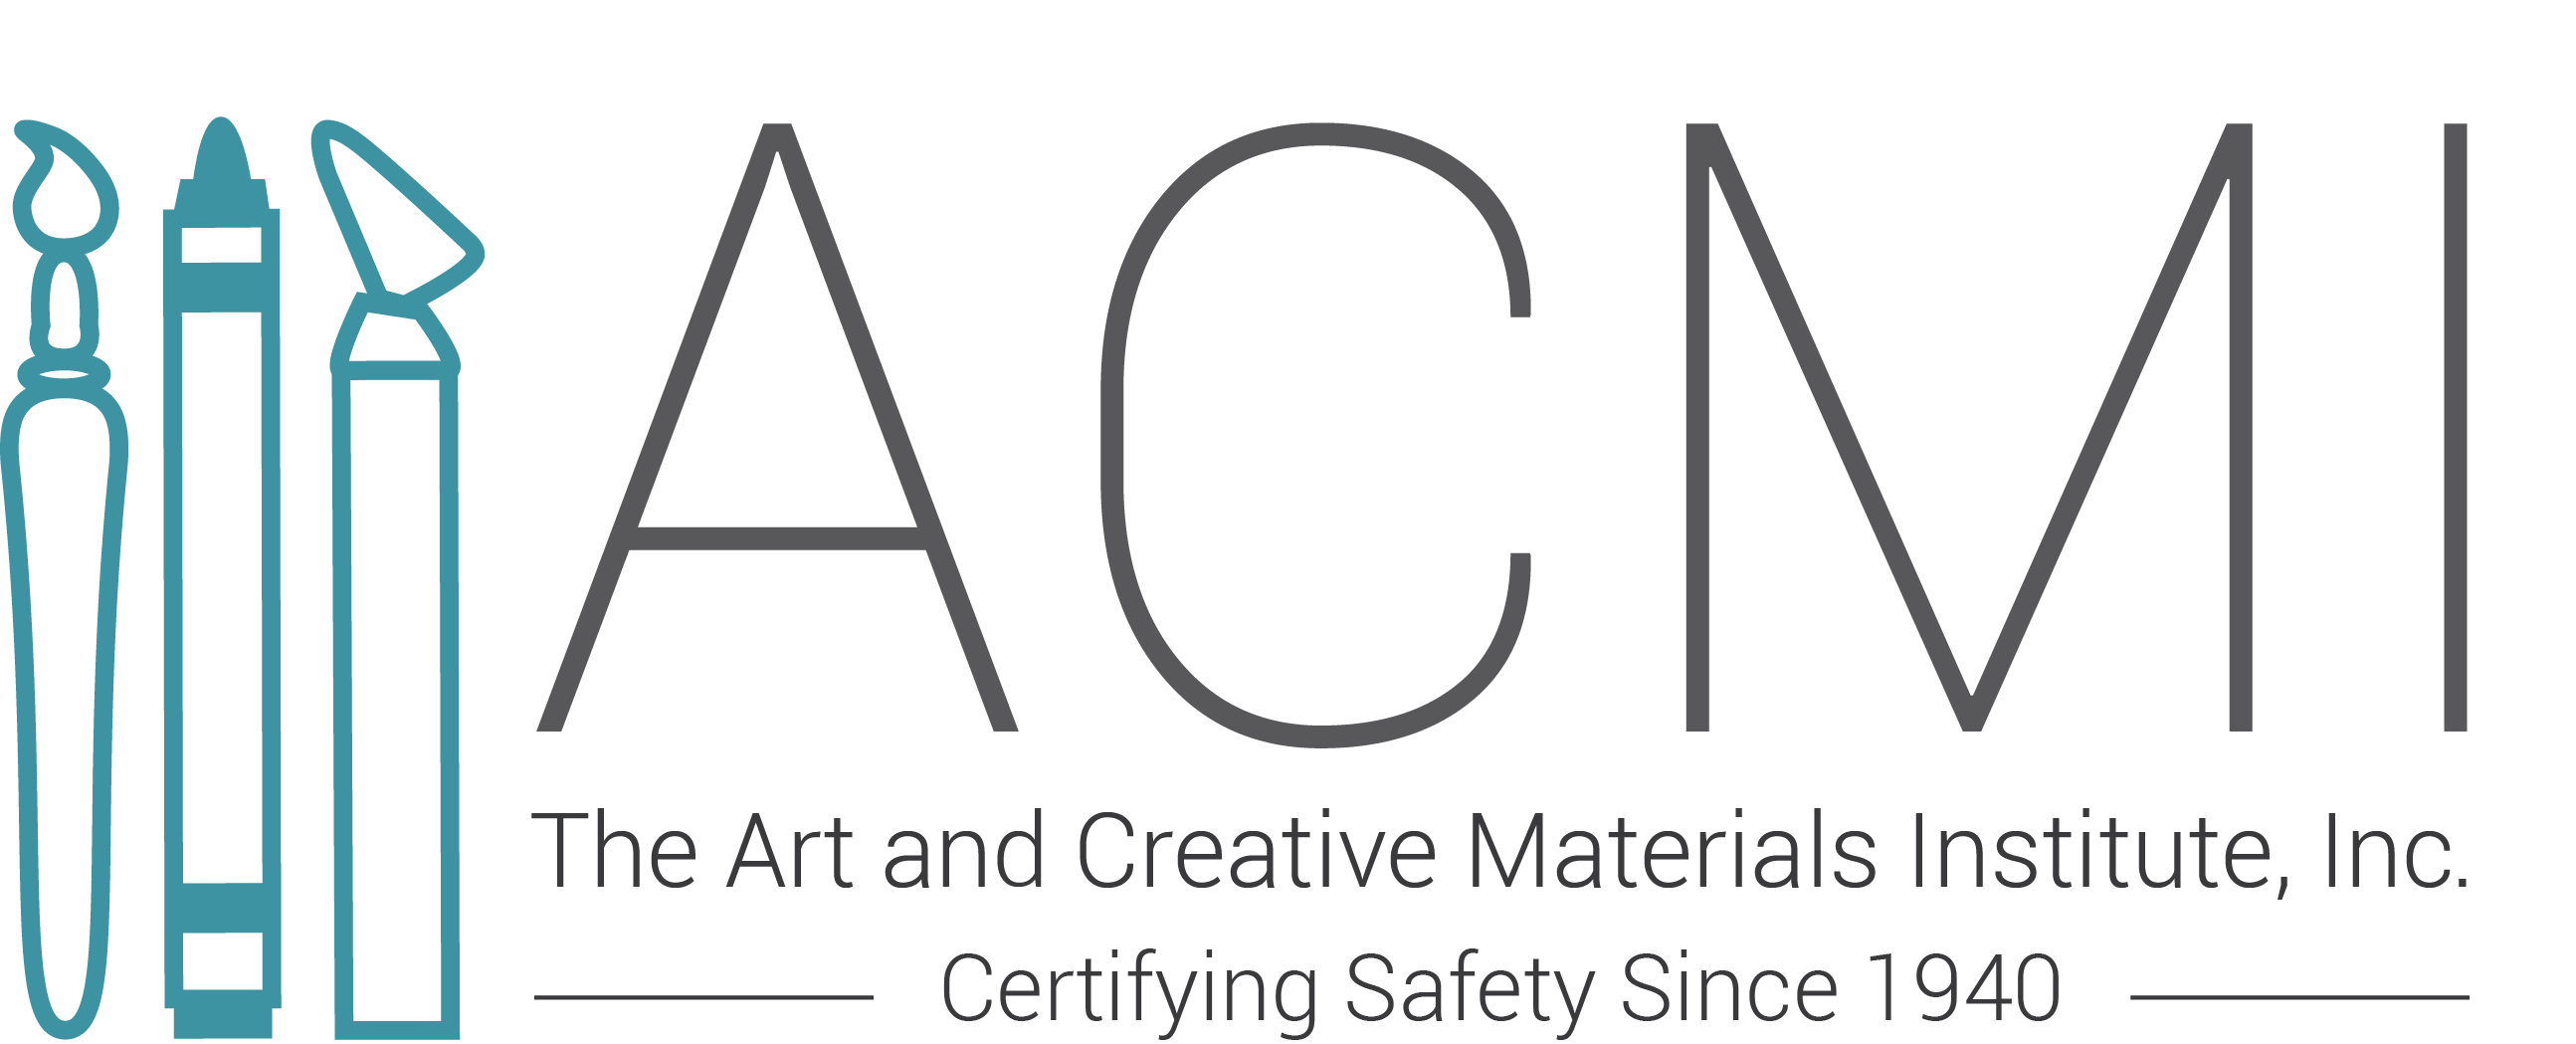 ACMI
The Art and Creative Materials Institute, Inc.
Certifying Safety Since 1940